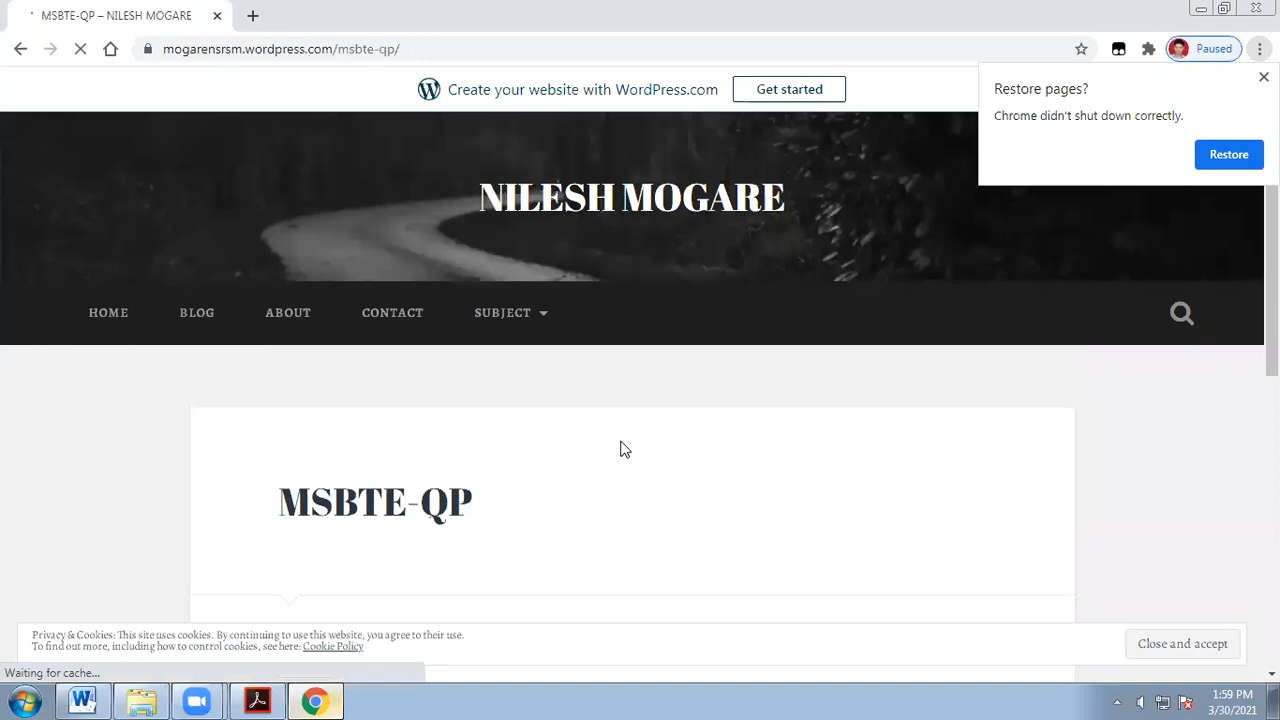 MSBTE-QP – NILESH MOGARE
mogarensrsm.wordpress.com/msbte-qp/
Paused
Create your website with WordPress.com
Get started
Restore pages?
Chrome didn't shut down correctly.
Restore
NILESH MOGARE
HOME BLOG ABOUT CONTACT SUBJECT
MSBTE-QP
Privacy & Cookies: This site uses cookies. By continuing to use this website, you agree to their use.
To find out more, including how to control cookies, see here: Cookie Policy
Close and accept
Waiting for cache...
1:59 PM
3/30/2021